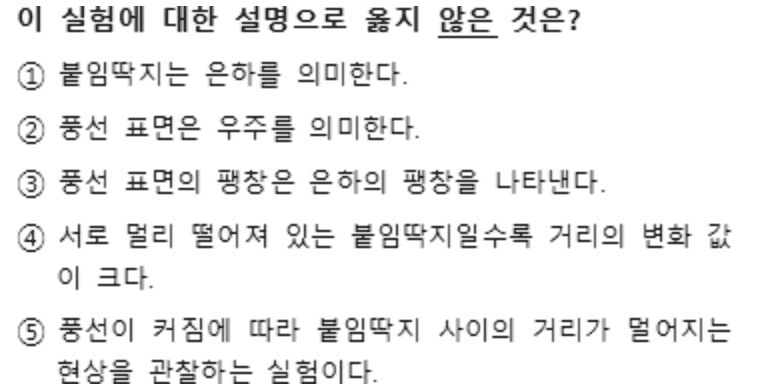 이 실험에 대한 설명으로 옳지 않은 것은?
① 붙임딱지는 은하를 의미한다.
② 풍선 표면은 우주를 의미한다.
③ 풍선 표면의 팽창은 은하의 팽창을 나타낸다.
④ 서로 멀리 떨어져 있는 붙임딱지일수록 거리의 변화 값
이 크다.
⑤ 풍선이 커짐에 따라 붙임딱지 사이의 거리가 멀어지는
현상을 관찰하는 실험이다.